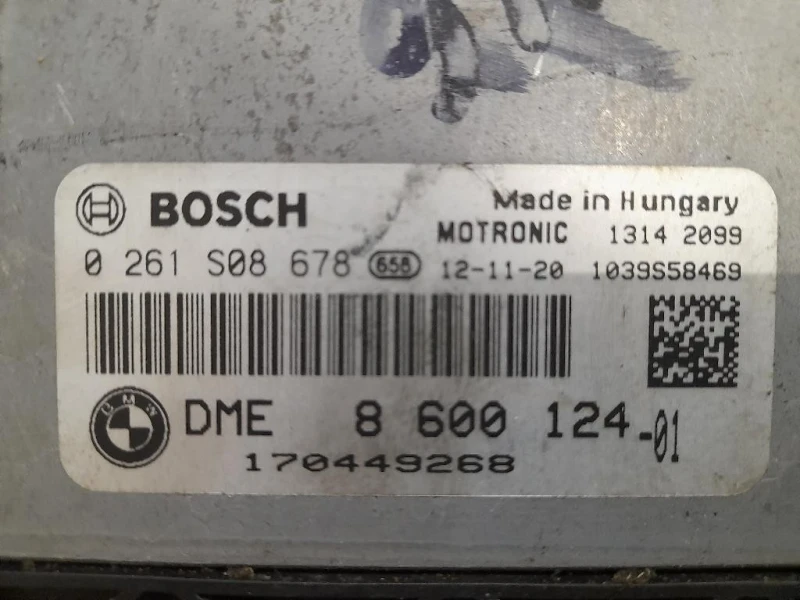 BOSCH Made in Hungary
MOTRONIC 1314 2099
0 261 S08 678 658 12-11-20 1039S58469
BMW DME 8 600 124-01
170449268